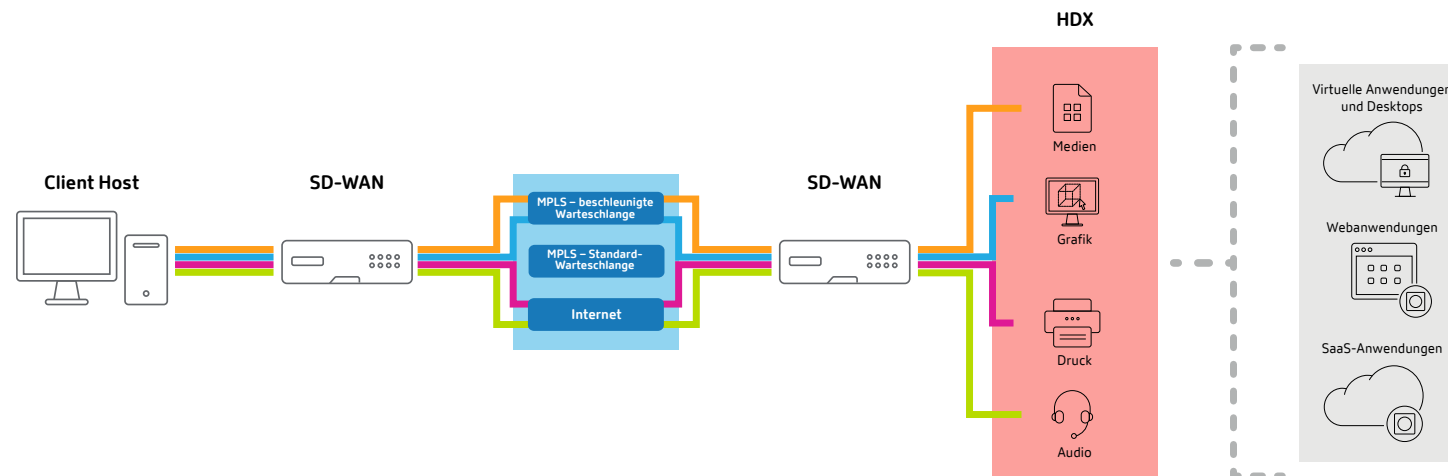 HDX
Client Host
SD-WAN
MPLS – beschleunigte
Warteschlange
MPLS – Standard-
Warteschlange
Internet
SD-WAN
Medien
Grafik
Druck
Audio
Virtuelle Anwendungen
und Desktops
Webanwendungen
SaaS-Anwendungen